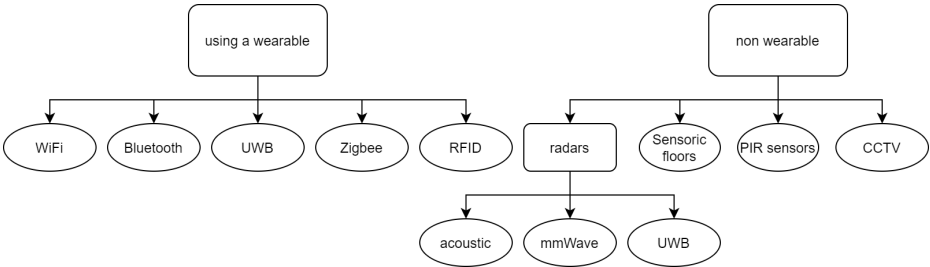 using a wearable
non wearable
WiFi
Bluetooth
UWB
Zigbee
RFID
radars
Sensoric
floors
PIR sensors
CCTV
acoustic
mmWave
UWB